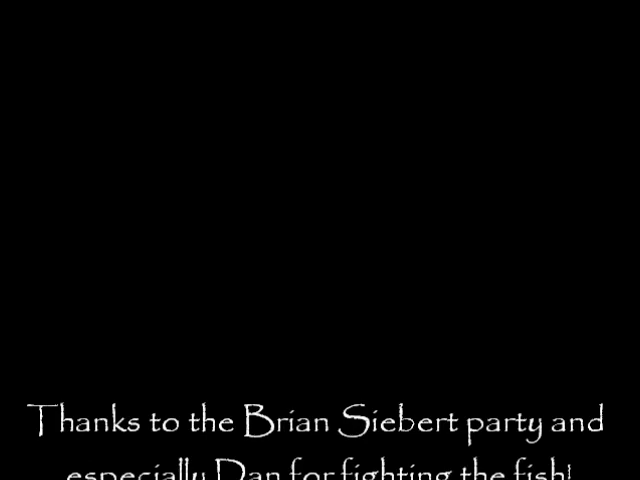 Thanks to the Brian Siebert party and
especially Dan for fighting the fish!